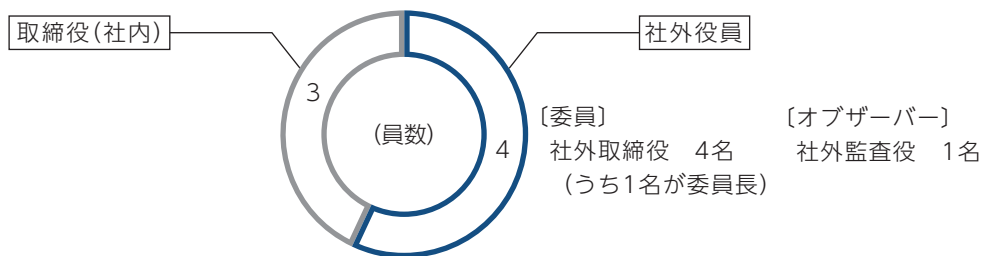 取締役（社内）
社外役員
3
（員数）
4
〔委員〕
社外取締役　4名
（うち1名が委員長）
〔オブザーバー〕
社外監査役　1名